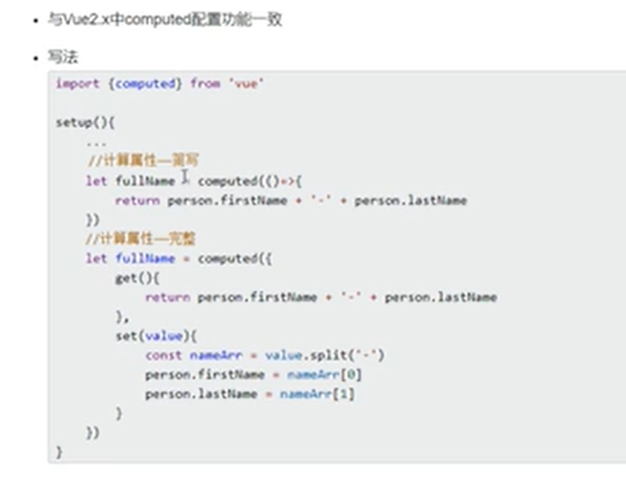 与Vue2.x中computed配置功能一致
写法
import {computed} from 'vue'
setup(){
...
//计算属性—简写
let fullName = computed(()=>{
return person.firstName + '-' + person.lastName
})
//计算属性—完整
let fullName = computed({
get(){
return person.firstName + '-' + person.lastName
},
set(value){
const nameArr = value.split('-')
person.firstName = nameArr[0]
person.lastName = nameArr[1]
}
})
}